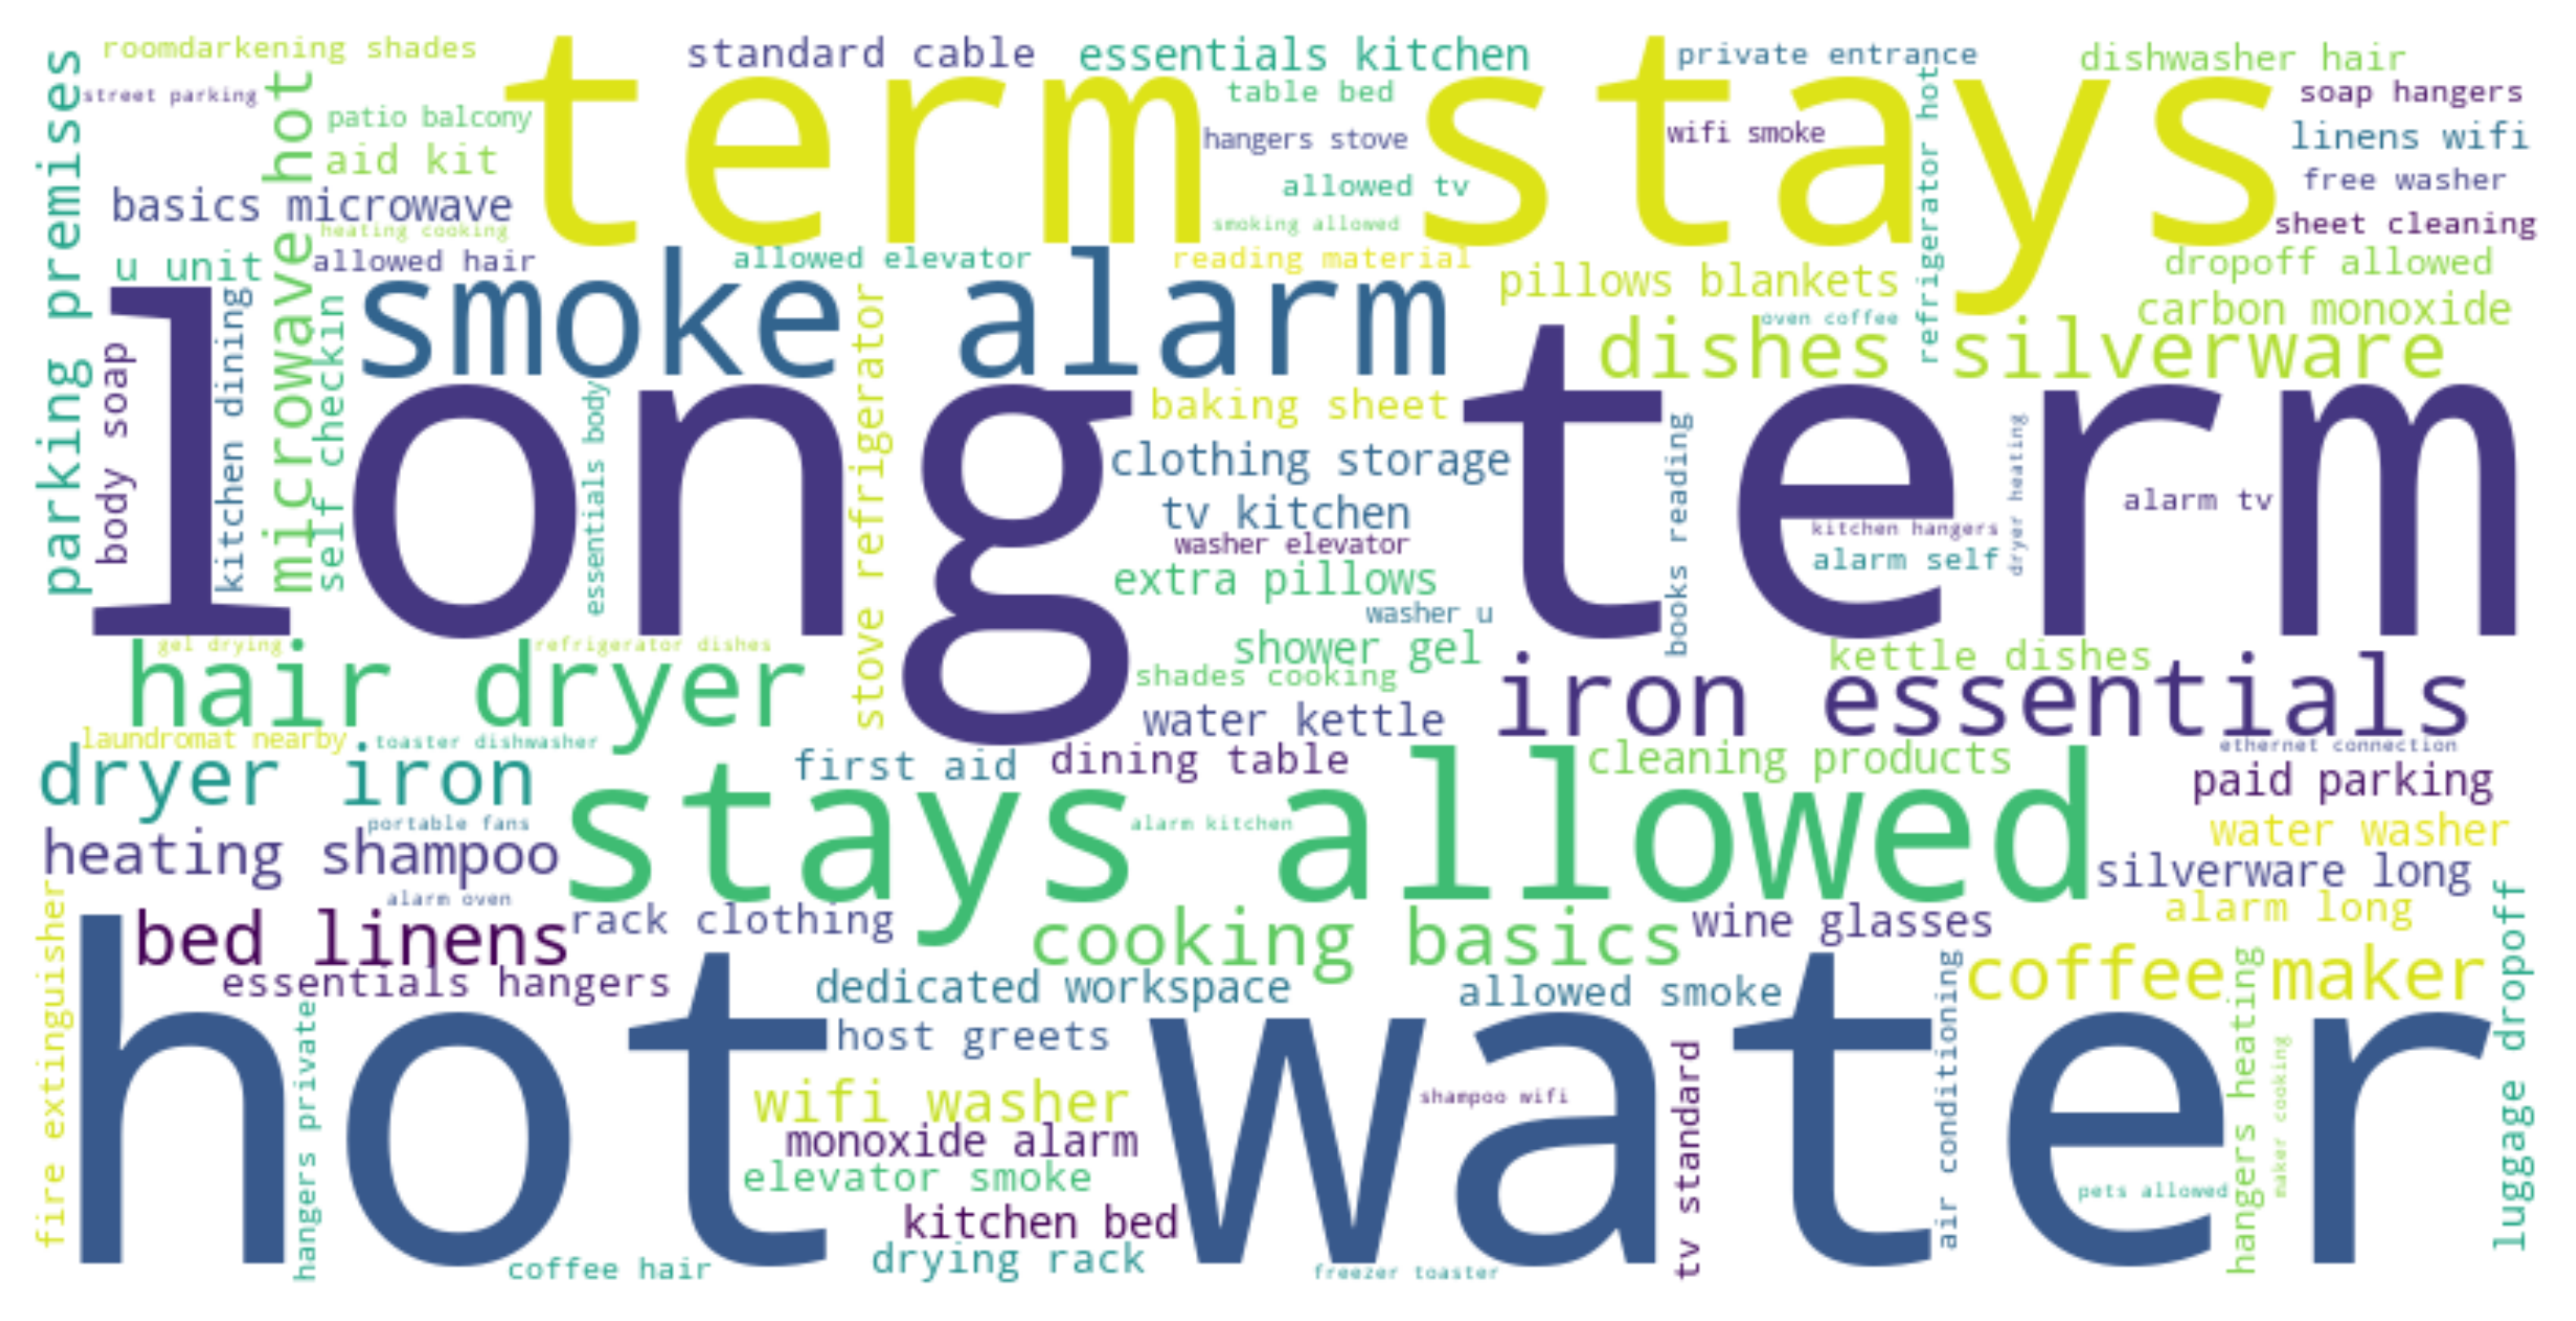 roomdarkening shades
standard cable
essentials kitchen
private entrance
dishwasher hair
term stays
street parking
table bed
soap hangers
patio balcony
hangers stove
wifi smoke
linens wifi
aid kit
allowed tv
free washer
basics microwave
smoking allowed
sheet cleaning
heating cooking
parking premises
microwave hot
refrigerator hot
u unit
allowed hair
allowed elevator
reading material
dropoff allowed
pillows blankets
carbon monoxide
smoke alarm
oven coffee
dishes silverware
body soap
kitchen dining
self checkin
essentials body
stove refrigerator
long term
baking sheet
clothing storage
books reading
dryer heating
alarm tv
tv kitchen
kitchen hangers
washer elevator
alarm self
extra pillows
washer u
gel drying
refrigerator dishes
shower gel
kettle dishes
hair dryer
shades cooking
iron essentials
water kettle
laundromat nearby
toaster dishwasher
ethernet connection
dryer iron
first aid
dining table
cleaning products
paid parking
stays allowed
portable fans
alarm kitchen
water washer
heating shampoo
silverware long
alarm oven
bed linens
rack clothing
wine glasses
alarm long
cooking basics
fire extinguisher
essentials hangers
dedicated workspace
allowed smoke
coffee maker
luggage dropoff
hot water
hangers private
host greets
tv standard
air conditioning
hangers heating
maker cooking
wifi washer
shampoo wifi
monoxide alarm
elevator smoke
pets allowed
kitchen bed
drying rack
coffee hair
freezer toaster